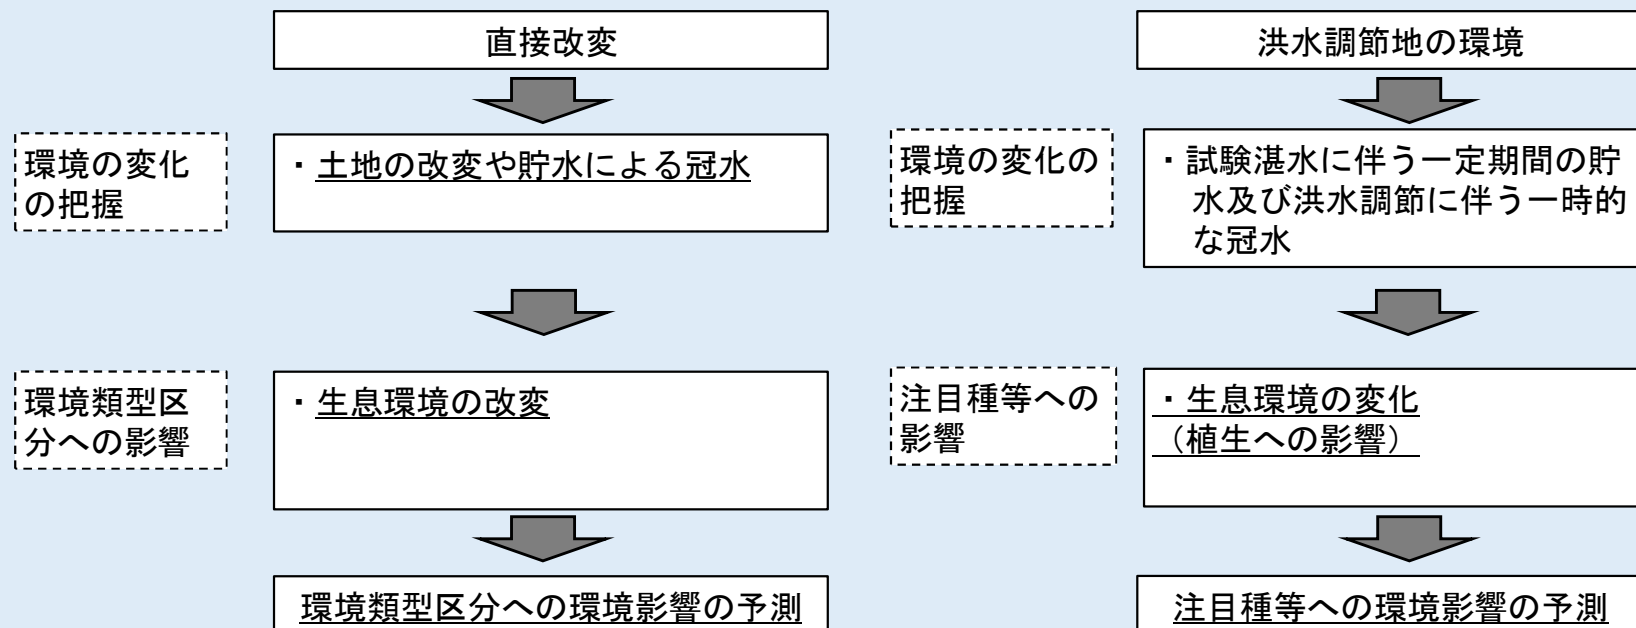 直接改変
環境の変化
の把握
・土地の改変や貯水による冠水
環境類型区
分への影響
・生息環境の改変
環境類型区分への環境影響の予測
洪水調節地の環境
環境の変化の
把握
・試験湛水に伴う一定期間の貯
水及び洪水調節に伴う一時的
な冠水
注目種等への
影響
・生息環境の変化
（植生への影響）
注目種等への環境影響の予測